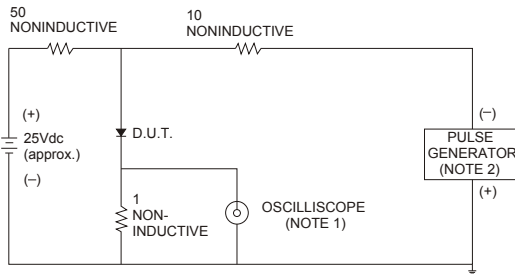 50
NONINDUCTIVE
10
NONINDUCTIVE
(+)
25Vdc
(approx.)
(–)
D.U.T.
1
NON-
INDUCTIVE
OSCILLISCOPE
(NOTE 1)
(–)
PULSE
GENERATOR
(NOTE 2)
(+)